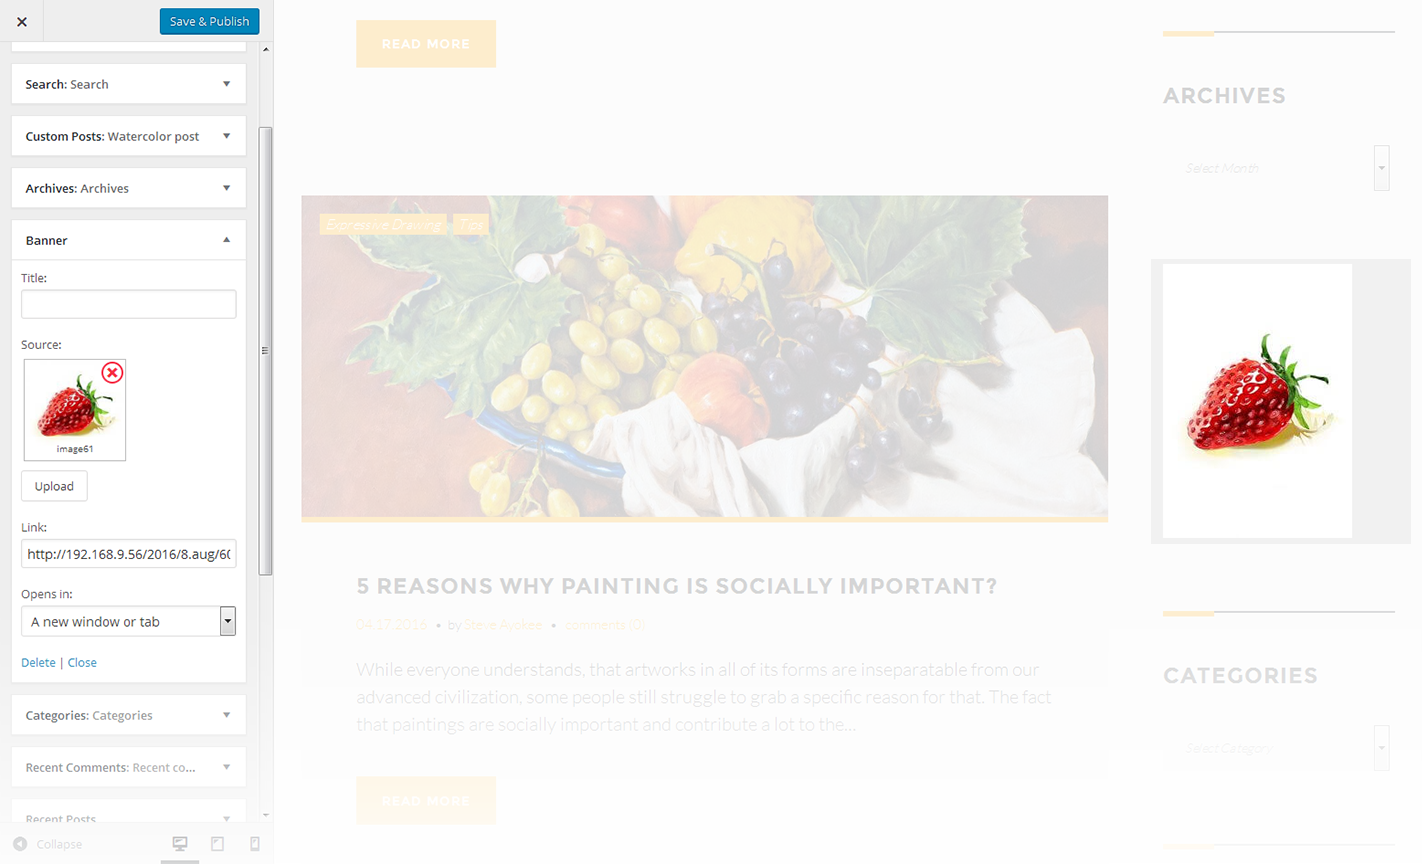 Save & Publish
Search: Search
Custom Posts: Watercolor post
Archives: Archives
Banner
Title:
Source:
image61
Upload
Link:
http://192.168.9.56/2016/8.aug/60
Opens in:
A new window or tab
Delete | Close
Categories: Categories
Recent Comments: Recent co...
Recent Posts
Collapse
READ MORE
Expressive Drawing Tips
5 REASONS WHY PAINTING IS SOCIALLY IMPORTANT?
04.17.2016 • by Steve Avokee • comments (0)
While everyone understands, that artworks in all of its forms are inseparatable from our
advanced civilization, some people still struggle to grab a specific reason for that. The fact
that paintings are socially important and contribute a lot to the...
READ MORE
ARCHIVES
Select Month
CATEGORIES
Select Category